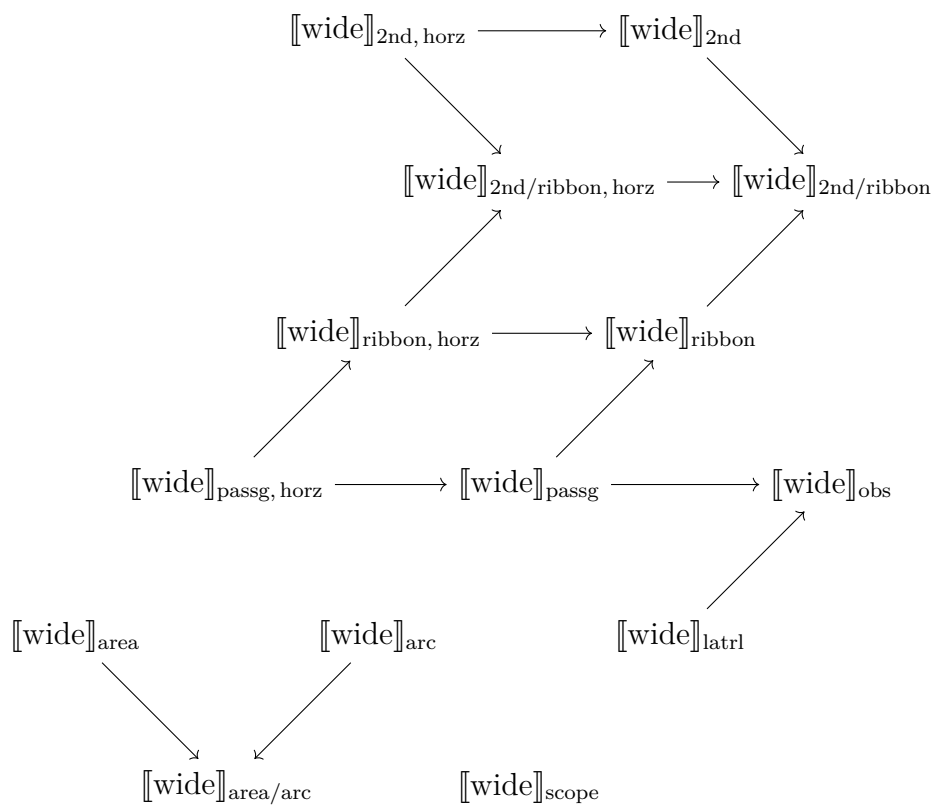 ⟦wide⟧2nd, horz ⟦wide⟧2nd
⟦wide⟧2nd/ribbon, horz ⟦wide⟧2nd/ribbon
⟦wide⟧ribbon, horz ⟦wide⟧ribbon
⟦wide⟧passg, horz ⟦wide⟧passg ⟦wide⟧obs
⟦wide⟧area ⟦wide⟧arc ⟦wide⟧latrl
⟦wide⟧area/arc ⟦wide⟧scope